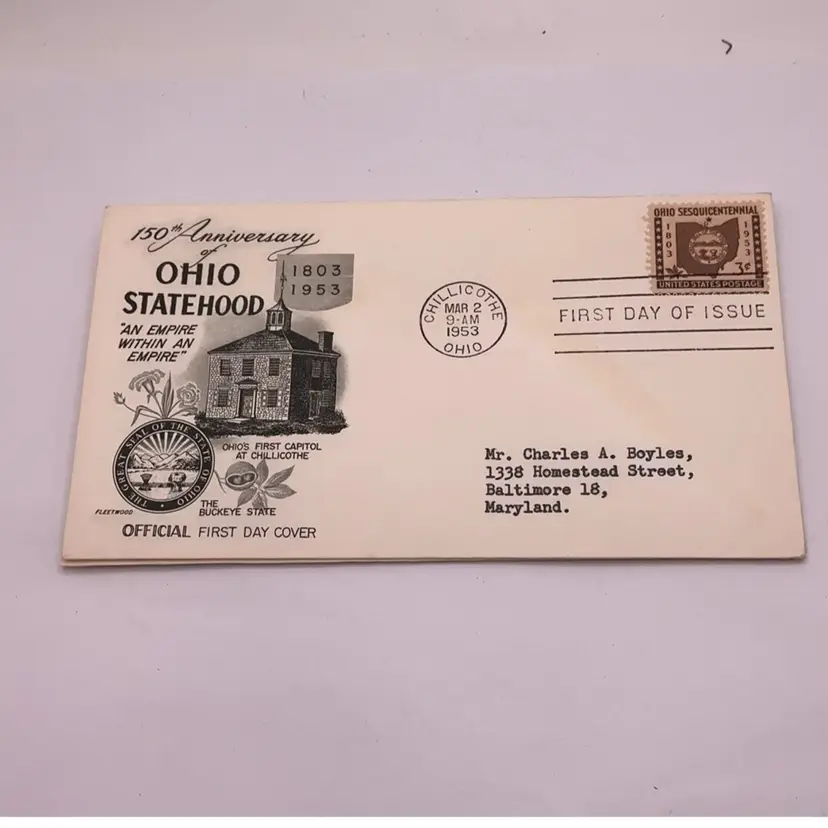 150th Anniversary
of
OHIO
STATEHOOD
1803
1953
"AN EMPIRE
WITHIN AN
EMPIRE"
OHIO'S FIRST CAPITOL
AT CHILLICOTHE
THE GREAT SEAL OF THE STATE OF OHIO
THE
BUCKEYE STATE
FLEETWOOD
OFFICIAL FIRST DAY COVER
CHILLICOTHE
MAR 2
9-AM
1953
OHIO
OHIO SESQUICENTENNIAL
1803
1953
3¢
UNITED STATES POSTAGE
FIRST DAY OF ISSUE
Mr. Charles A. Boyles,
1338 Homestead Street,
Baltimore 18,
Maryland.